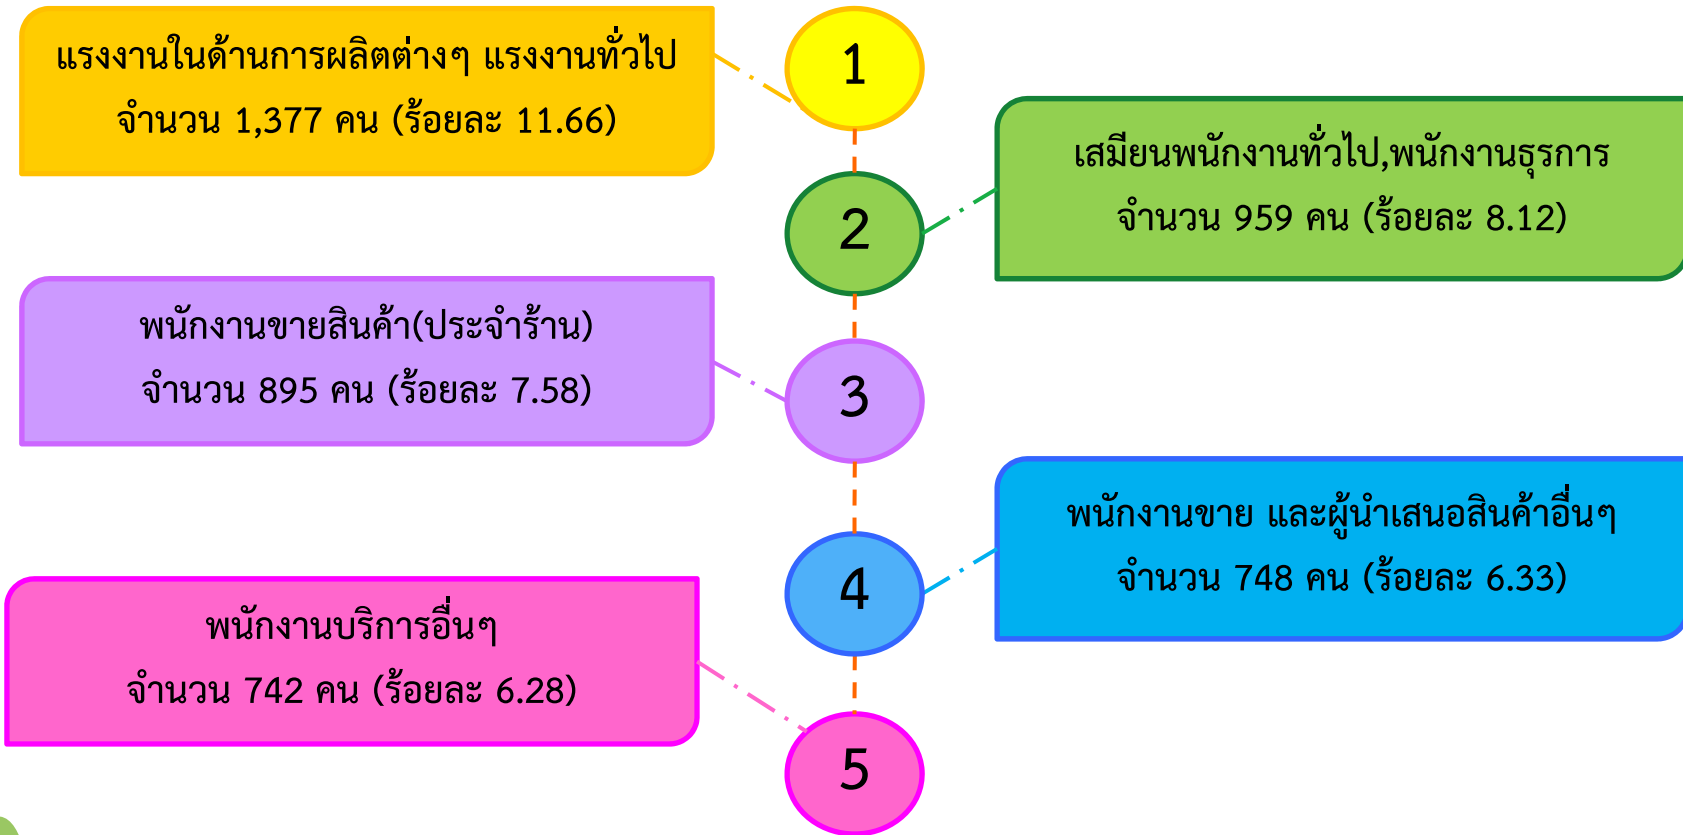 1
แรงงานในด้านการผลิตต่างๆ แรงงานทั่วไป
จำนวน 1,377 คน (ร้อยละ 11.66)
2
เสมียนพนักงานทั่วไป,พนักงานธุรการ
จำนวน 959 คน (ร้อยละ 8.12)
3
พนักงานขายสินค้า(ประจำร้าน)
จำนวน 895 คน (ร้อยละ 7.58)
4
พนักงานขาย และผู้นำเสนอสินค้าอื่นๆ
จำนวน 748 คน (ร้อยละ 6.33)
5
พนักงานบริการอื่นๆ
จำนวน 742 คน (ร้อยละ 6.28)